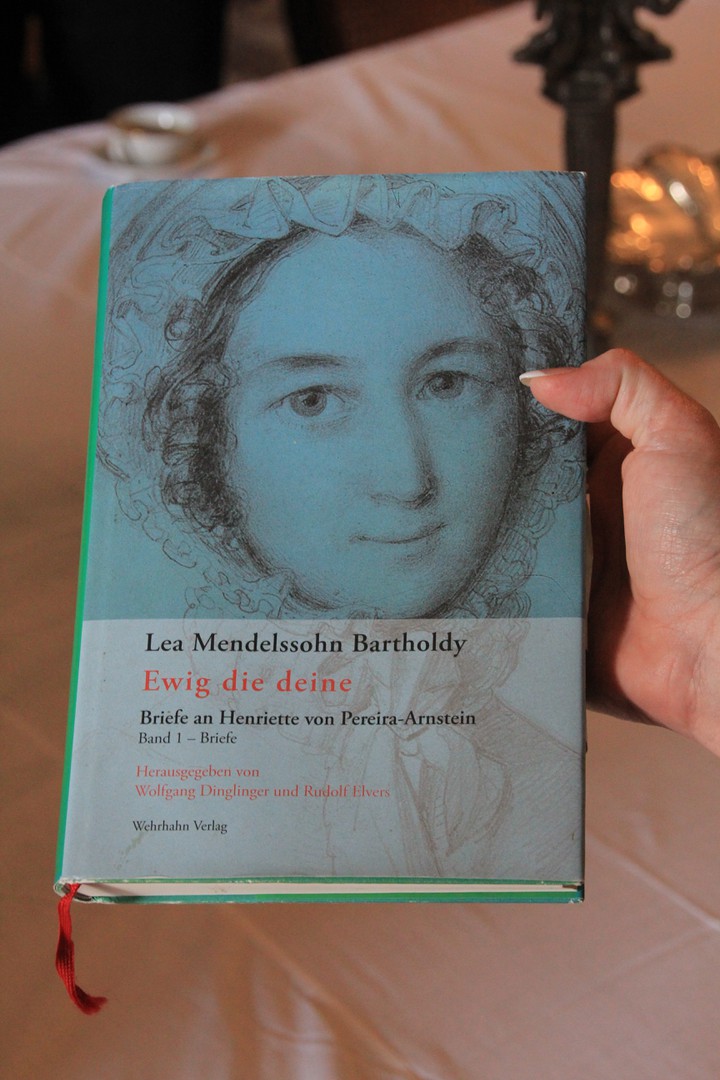 Lea Mendelssohn Bartholdy
Ewig die deine
Briefe an Henriette von Pereira-Arnstein
Band 1 – Briefe
Herausgegeben von
Wolfgang Dinglinger und Rudolf Elvers
Wehrhahn Verlag